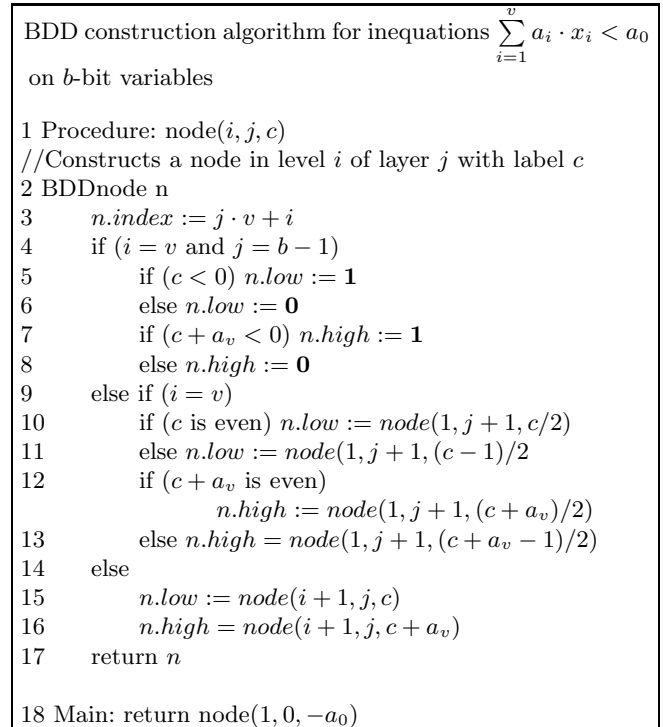 BDD construction algorithm for inequations $\sum_{i=1}^{v} a_i \cdot x_i < a_0$
on $b$-bit variables
1 Procedure: node($i, j, c$)
//Constructs a node in level $i$ of layer $j$ with label $c$
2 BDDnode n
3 $n.index := j \cdot v + i$
4 if ($i = v$ and $j = b - 1$)
5 if ($c < 0$) $n.low := \mathbf{1}$
6 else $n.low := \mathbf{0}$
7 if ($c + a_v < 0$) $n.high := \mathbf{1}$
8 else $n.high := \mathbf{0}$
9 else if ($i = v$)
10 if ($c$ is even) $n.low := node(1, j + 1, c/2)$
11 else $n.low := node(1, j + 1, (c - 1)/2$
12 if ($c + a_v$ is even)
$n.high := node(1, j + 1, (c + a_v)/2)$
13 else $n.high = node(1, j + 1, (c + a_v - 1)/2)$
14 else
15 $n.low := node(i + 1, j, c)$
16 $n.high = node(i + 1, j, c + a_v)$
17 return $n$
18 Main: return node($1, 0, -a_0$)